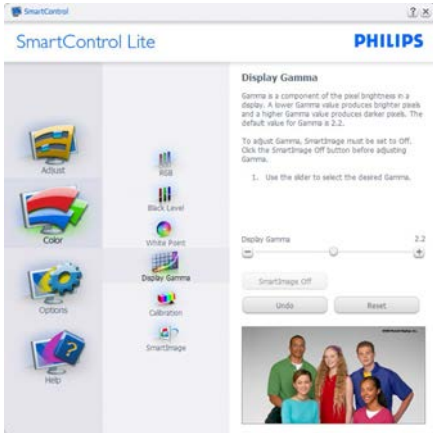 SmartControl
SmartControl Lite
PHILIPS
Adjust
Color
Options
Help
RGB
Black Level
White Point
Display Gamma
Calibration
SmartImage
Display Gamma
Gamma is a component of the pixel brightness in a
display. A lower Gamma value produces brighter pixels
and a higher Gamma value produces darker pixels. The
default value for Gamma is 2.2.
To adjust Gamma, SmartImage must be set to Off.
Click the SmartImage Off button before adjusting
Gamma.
1. Use the slider to select the desired Gamma.
Display Gamma 2.2
SmartImage Off
Undo Reset